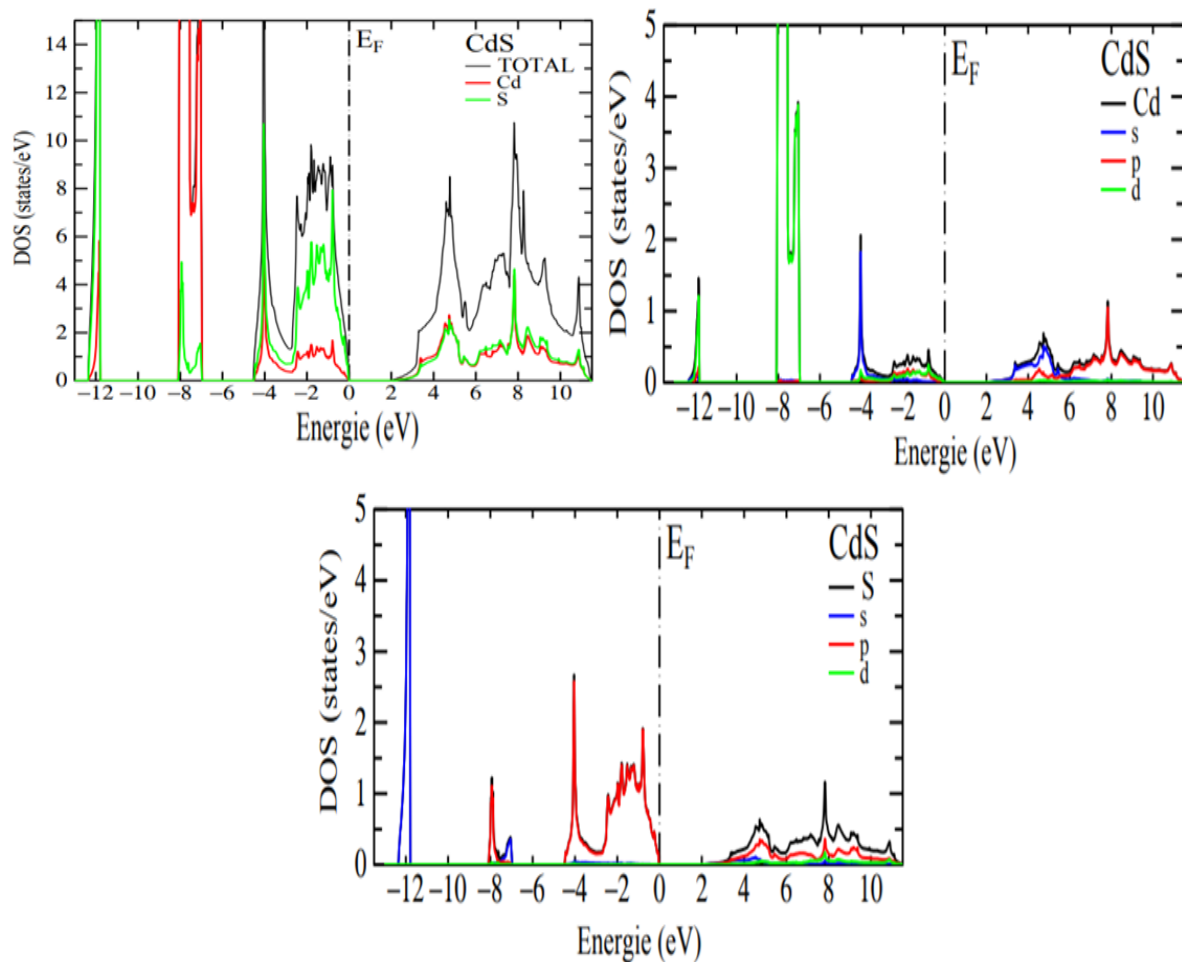 CdS
E_F
TOTAL
Cd
S
DOS (states/eV)
14
12
10
8
6
4
2
0
−12 −10 −8 −6 −4 −2 0 2 4 6 8 10
Energie (eV)
CdS
E_F
Cd
s
p
d
DOS (states/eV)
5
4
3
2
1
0
−12 −10 −8 −6 −4 −2 0 2 4 6 8 10
Energie (eV)
CdS
E_F
S
s
p
d
DOS (states/eV)
5
4
3
2
1
0
−12 −10 −8 −6 −4 −2 0 2 4 6 8 10
Energie (eV)